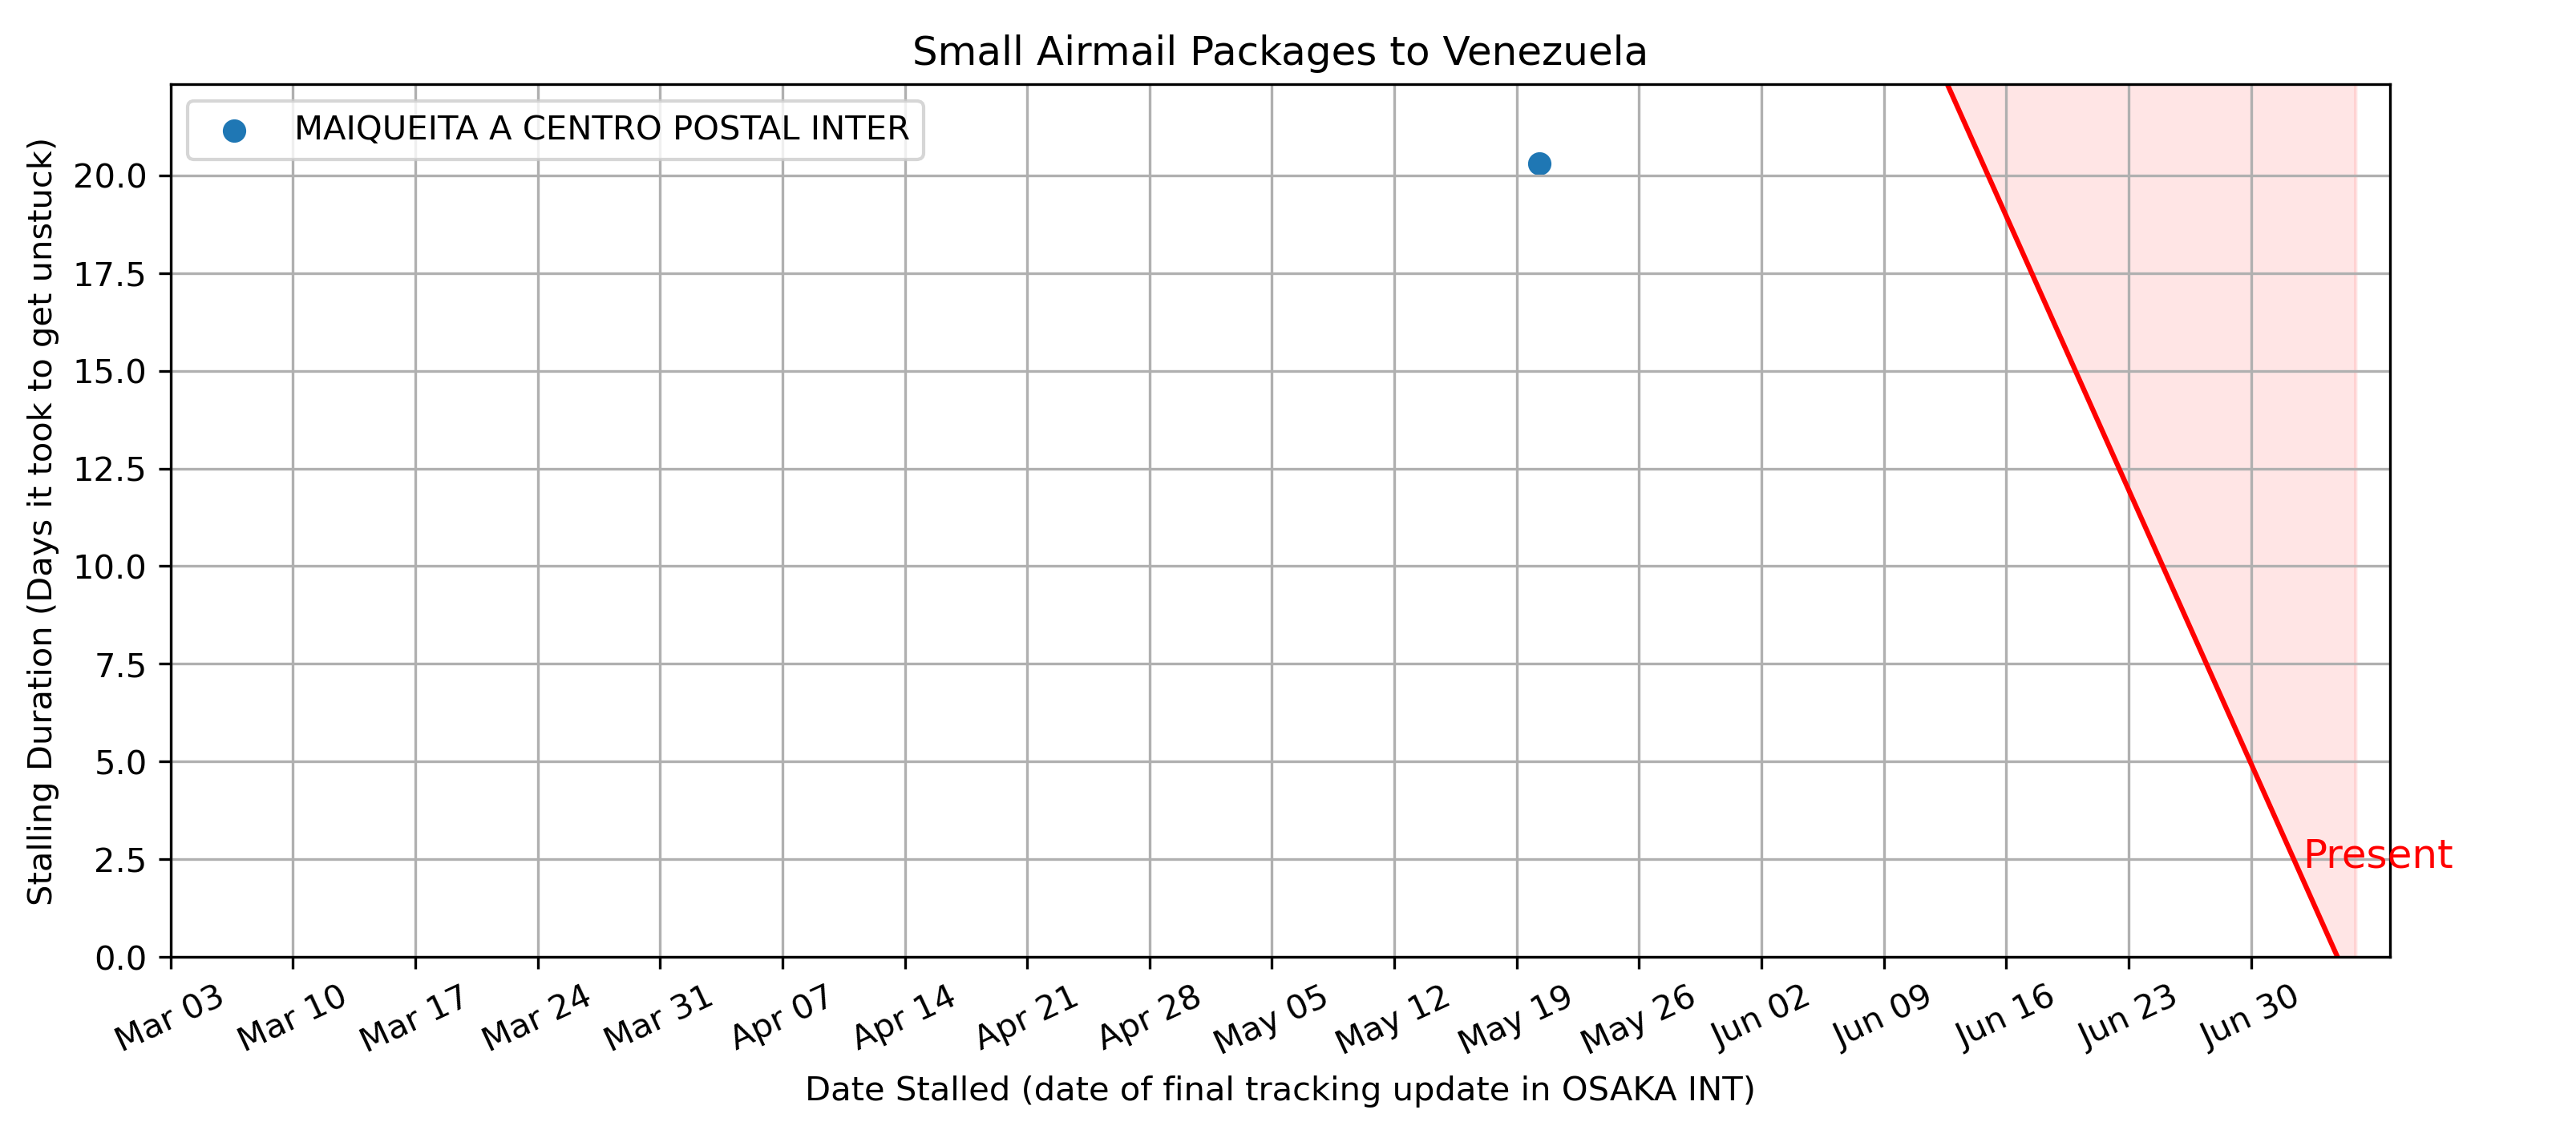 Small Airmail Packages to Venezuela
MAIQUEITA A CENTRO POSTAL INTER
Stalling Duration (Days it took to get unstuck)
20.0
17.5
15.0
12.5
10.0
7.5
5.0
2.5
0.0
Present
Mar 03
Mar 10
Mar 17
Mar 24
Mar 31
Apr 07
Apr 14
Apr 21
Apr 28
May 05
May 12
May 19
May 26
Jun 02
Jun 09
Jun 16
Jun 23
Jun 30
Date Stalled (date of final tracking update in OSAKA INT)